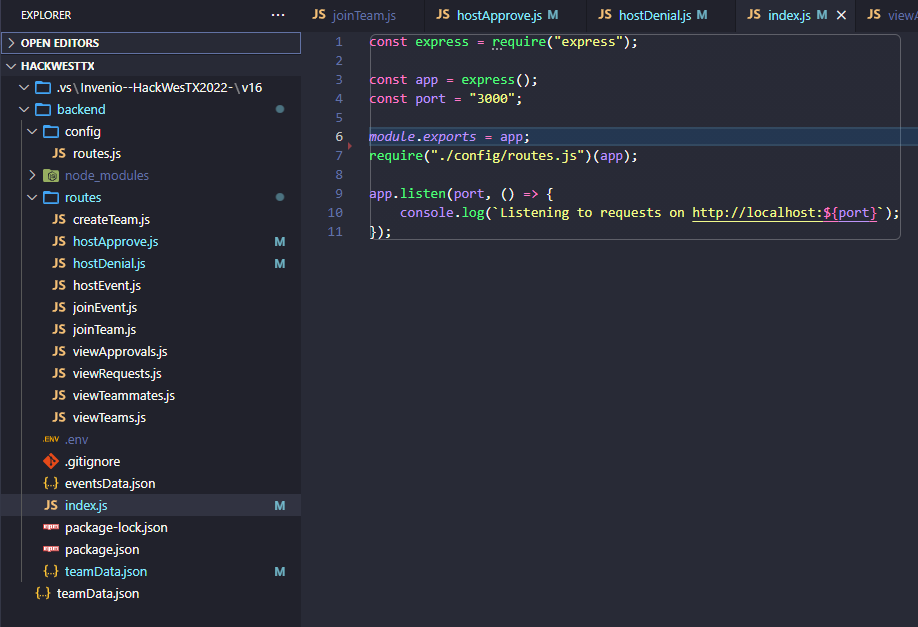 EXPLORER
OPEN EDITORS
HACKWESTTX
.vs\Invenio--HackWesTX2022-\v16
backend
config
JS routes.js
node_modules
routes
JS createTeam.js
JS hostApprove.js M
JS hostDenial.js M
JS hostEvent.js
JS joinEvent.js
JS joinTeam.js
JS viewApprovals.js
JS viewRequests.js
JS viewTeammates.js
JS viewTeams.js
.ENV .env
.gitignore
{..} eventsData.json
JS index.js M
npm package-lock.json
npm package.json
{..} teamData.json M
{..} teamData.json
JS joinTeam.js JS hostApprove.js M JS hostDenial.js M JS index.js M JS
1 const express = require("express");
2
3 const app = express();
4 const port = "3000";
5
6 module.exports = app;
7 require("./config/routes.js")(app);
8
9 app.listen(port, () => {
10 console.log(`Listening to requests on http://localhost:${port}`);
11 });